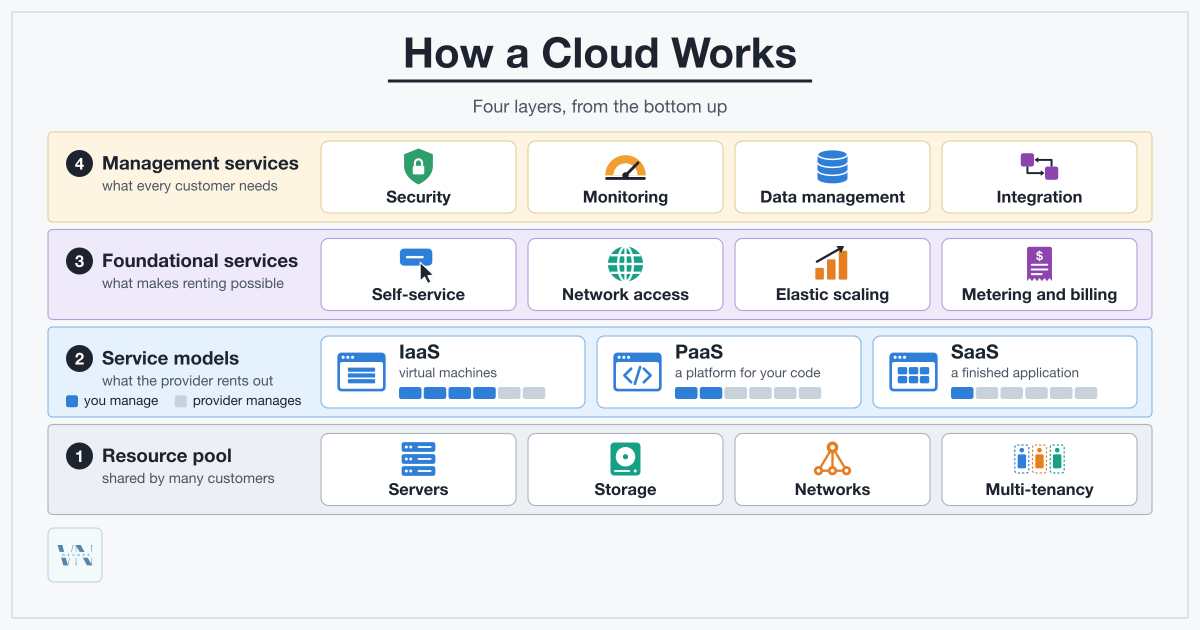 How a Cloud Works
Four layers, from the bottom up
4 Management services
what every customer needs
Security
Monitoring
Data management
Integration
3 Foundational services
what makes renting possible
Self-service
Network access
Elastic scaling
$
Metering and billing
2 Service models
what the provider rents out
you manage
provider manages
IaaS
virtual machines
PaaS
a platform for your code
SaaS
a finished application
1 Resource pool
shared by many customers
Servers
Storage
Networks
Multi-tenancy
VN